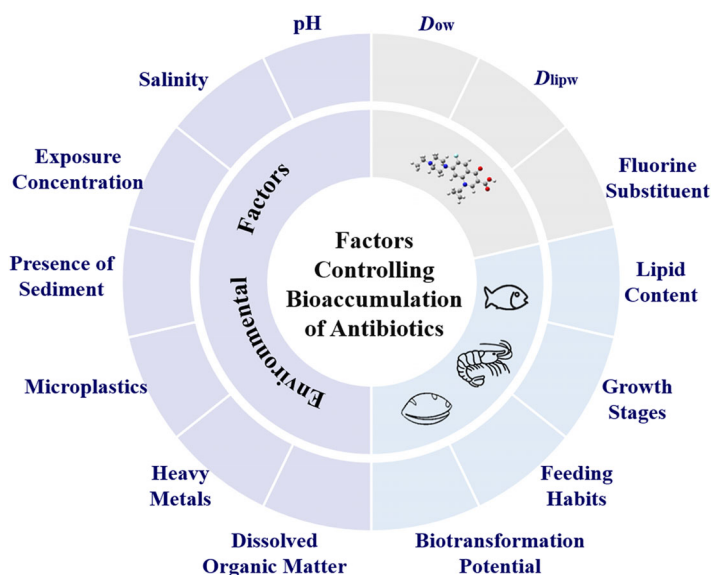 pH
Dow
Salinity
Dlipw
Exposure
Concentration
Fluorine
Substituent
Factors
Environmental
Factors
Controlling
Bioaccumulation
of Antibiotics
Presence of
Sediment
Lipid
Content
Microplastics
Growth
Stages
Heavy
Metals
Feeding
Habits
Dissolved
Organic Matter
Biotransformation
Potential